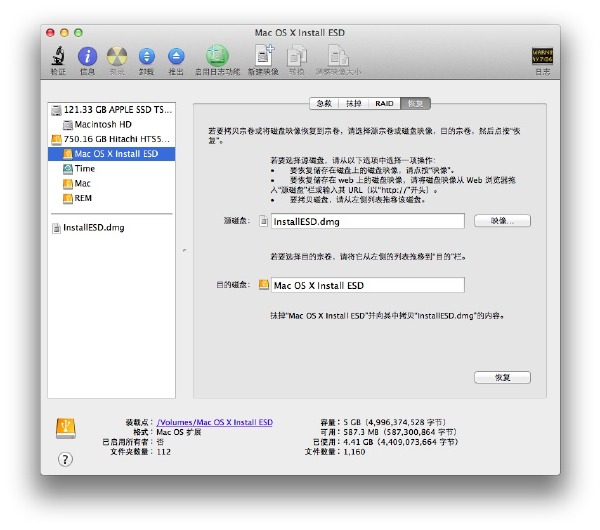 Mac OS X Install ESD
验证
信息
刻录
卸载
推出
启用日志功能
新建映像
转换
调整映像大小
日志
121.33 GB APPLE SSD TS...
Macintosh HD
750.16 GB Hitachi HTS5...
Mac OS X Install ESD
Time
Mac
REM
InstallESD.dmg
急救
抹掉
RAID
恢复
若要拷贝宗卷或将磁盘映像恢复到宗卷，请选择源宗卷或磁盘映像，目的宗卷，然后点按“恢
复”。
若要选择源磁盘，请从以下选项中选择一项操作：
• 要恢复储存在磁盘上的磁盘映像，请点按“映像”。
• 要恢复储存在 web 上的磁盘映像，请将磁盘映像从 Web 浏览器拖
入“源磁盘”栏或输入其 URL（以“http://”开头）。
• 要拷贝磁盘，请从左侧列表拖移该磁盘。
源磁盘：
InstallESD.dmg
映像...
若要选择目的宗卷，请将它从左侧的列表拖移到“目的”栏。
目的磁盘：
Mac OS X Install ESD
抹掉“Mac OS X Install ESD”并向其中拷贝“InstallESD.dmg”的内容。
恢复
装载点：/Volumes/Mac OS X Install ESD
格式：Mac OS 扩展
已启用所有者：否
文件夹数量：112
容量：5 GB（4,996,374,528 字节）
可用：587.3 MB（587,300,864 字节）
已使用：4.41 GB（4,409,073,664 字节）
文件数量：1,160